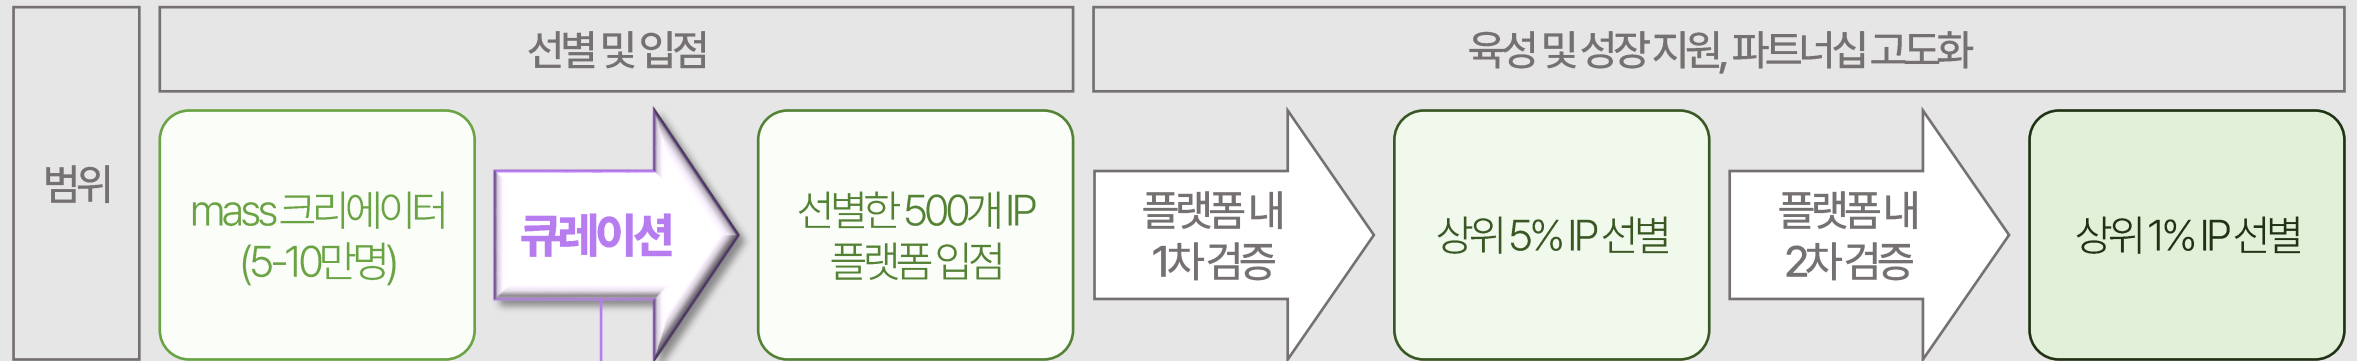 범위
선별 및 입점
육성 및 성장 지원, 파트너십 고도화
mass 크리에이터
(5-10만명)
큐레이션
선별한 500개 IP
플랫폼 입점
플랫폼 내
1차 검증
상위 5% IP 선별
플랫폼 내
2차 검증
상위 1% IP 선별